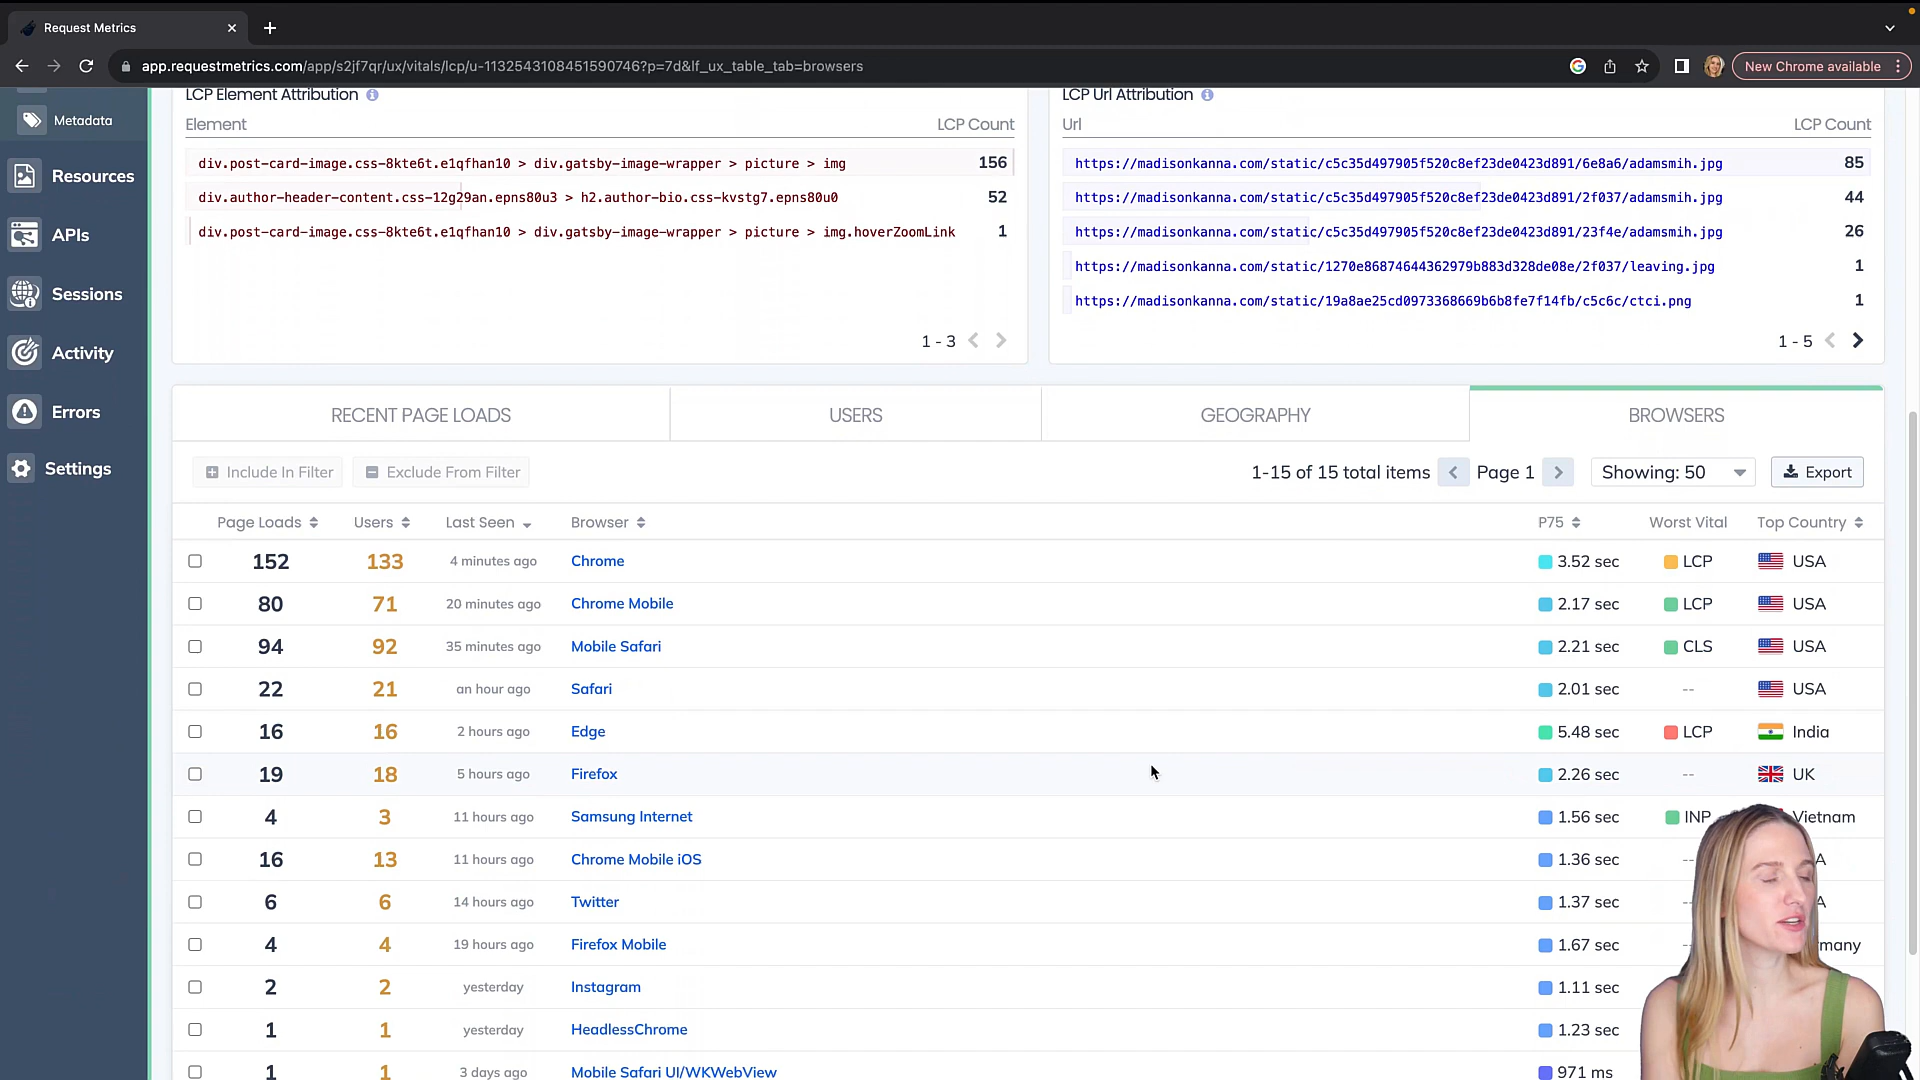 Request Metrics
app.requestmetrics.com/app/s2jf7qr/ux/vitals/lcp/u-1132543108451590746?p=7d&lf_ux_table_tab=browsers
New Chrome available
Metadata
Resources
APIs
Sessions
Activity
Errors
Settings
LCP Element Attribution
Element LCP Count
div.post-card-image.css-8kte6t.e1qfhan10 > div.gatsby-image-wrapper > picture > img 156
div.author-header-content.css-12g29an.epns80u3 > h2.author-bio.css-kvstg7.epns80u0 52
div.post-card-image.css-8kte6t.e1qfhan10 > div.gatsby-image-wrapper > picture > img.hoverZoomLink 1
1 - 3
LCP Url Attribution
Url LCP Count
https://madisonkanna.com/static/c5c35d497905f520c8ef23de0423d891/6e8a6/adamsmih.jpg 85
https://madisonkanna.com/static/c5c35d497905f520c8ef23de0423d891/2f037/adamsmih.jpg 44
https://madisonkanna.com/static/c5c35d497905f520c8ef23de0423d891/23f4e/adamsmih.jpg 26
https://madisonkanna.com/static/1270e86874644362979b883d328de08e/2f037/leaving.jpg 1
https://madisonkanna.com/static/19a8ae25cd0973368669b6b8fe7f14fb/c5c6c/ctci.png 1
1 - 5
RECENT PAGE LOADS USERS GEOGRAPHY BROWSERS
Include In Filter Exclude From Filter 1-15 of 15 total items Page 1 Showing: 50 Export
Page Loads Users Last Seen Browser P75 Worst Vital Top Country
152 133 4 minutes ago Chrome 3.52 sec LCP USA
80 71 20 minutes ago Chrome Mobile 2.17 sec LCP USA
94 92 35 minutes ago Mobile Safari 2.21 sec CLS USA
22 21 an hour ago Safari 2.01 sec -- USA
16 16 2 hours ago Edge 5.48 sec LCP India
19 18 5 hours ago Firefox 2.26 sec -- UK
4 3 11 hours ago Samsung Internet 1.56 sec INP Vietnam
16 13 11 hours ago Chrome Mobile iOS 1.36 sec -- A
6 6 14 hours ago Twitter 1.37 sec -- A
4 4 19 hours ago Firefox Mobile 1.67 sec -- many
2 2 yesterday Instagram 1.11 sec
1 1 yesterday HeadlessChrome 1.23 sec
1 1 3 days ago Mobile Safari UI/WKWebView 971 ms